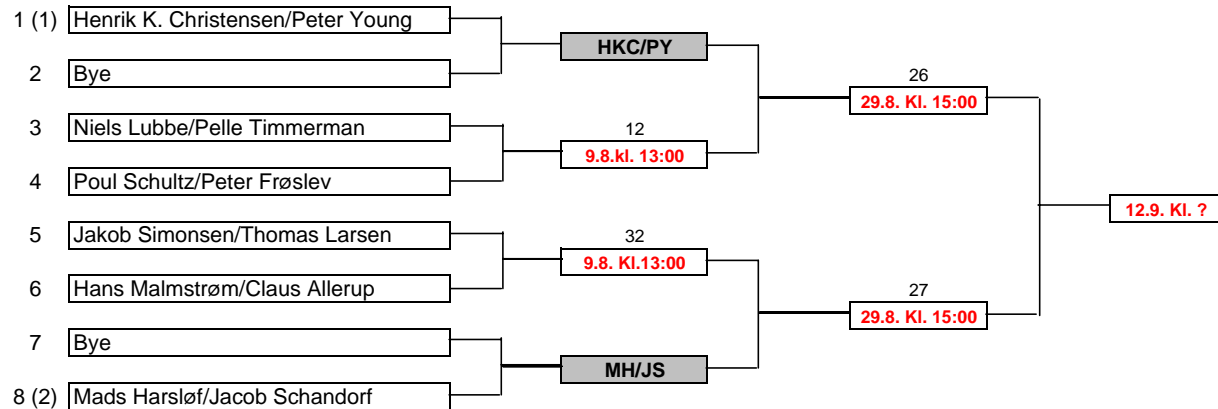 1 (1) Henrik K. Christensen/Peter Young
HKC/PY
2 Bye
26
29.8. Kl. 15:00
3 Niels Lubbe/Pelle Timmerman
12
9.8.kl. 13:00
4 Poul Schultz/Peter Frøslev
12.9. Kl. ?
5 Jakob Simonsen/Thomas Larsen
32
9.8. Kl.13:00
6 Hans Malmstrøm/Claus Allerup
27
29.8. Kl. 15:00
7 Bye
MH/JS
8 (2) Mads Harsløf/Jacob Schandorf